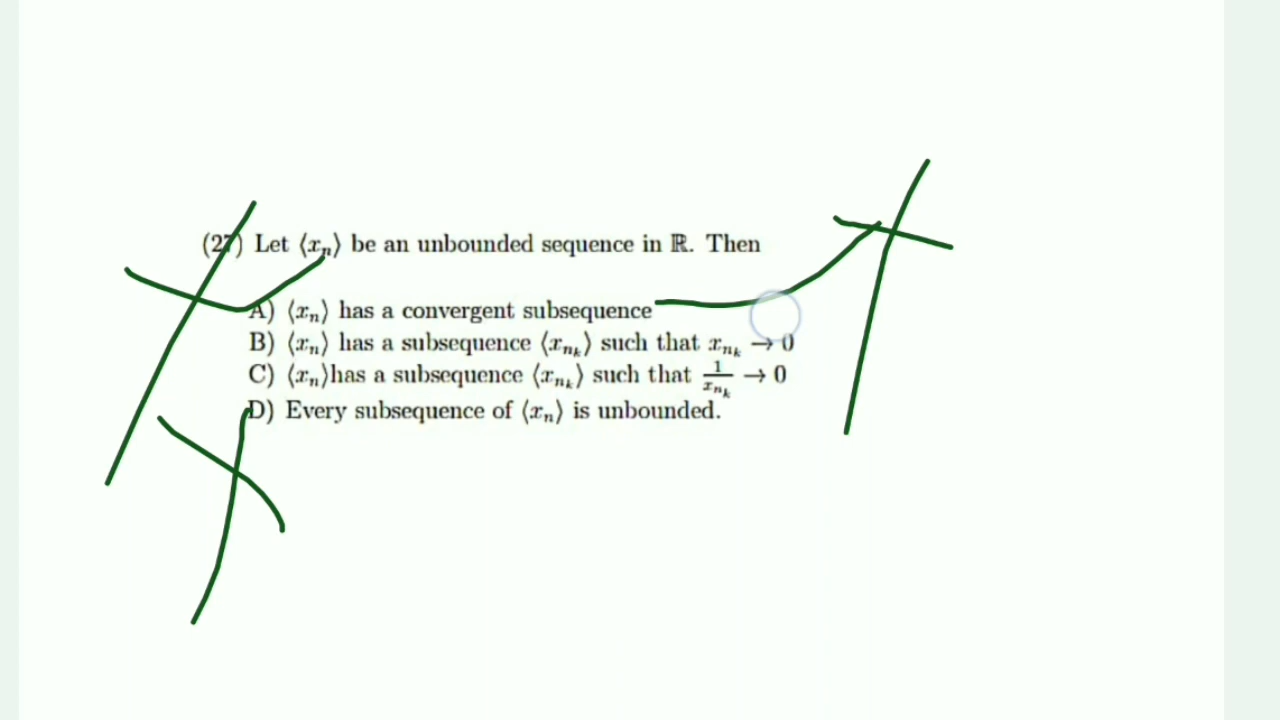 (27) Let ⟨xₙ⟩ be an unbounded sequence in ℝ. Then
A) ⟨xₙ⟩ has a convergent subsequence
B) ⟨xₙ⟩ has a subsequence ⟨xₙₖ⟩ such that xₙₖ → 0
C) ⟨xₙ⟩has a subsequence ⟨xₙₖ⟩ such that 1/xₙₖ → 0
D) Every subsequence of ⟨xₙ⟩ is unbounded.